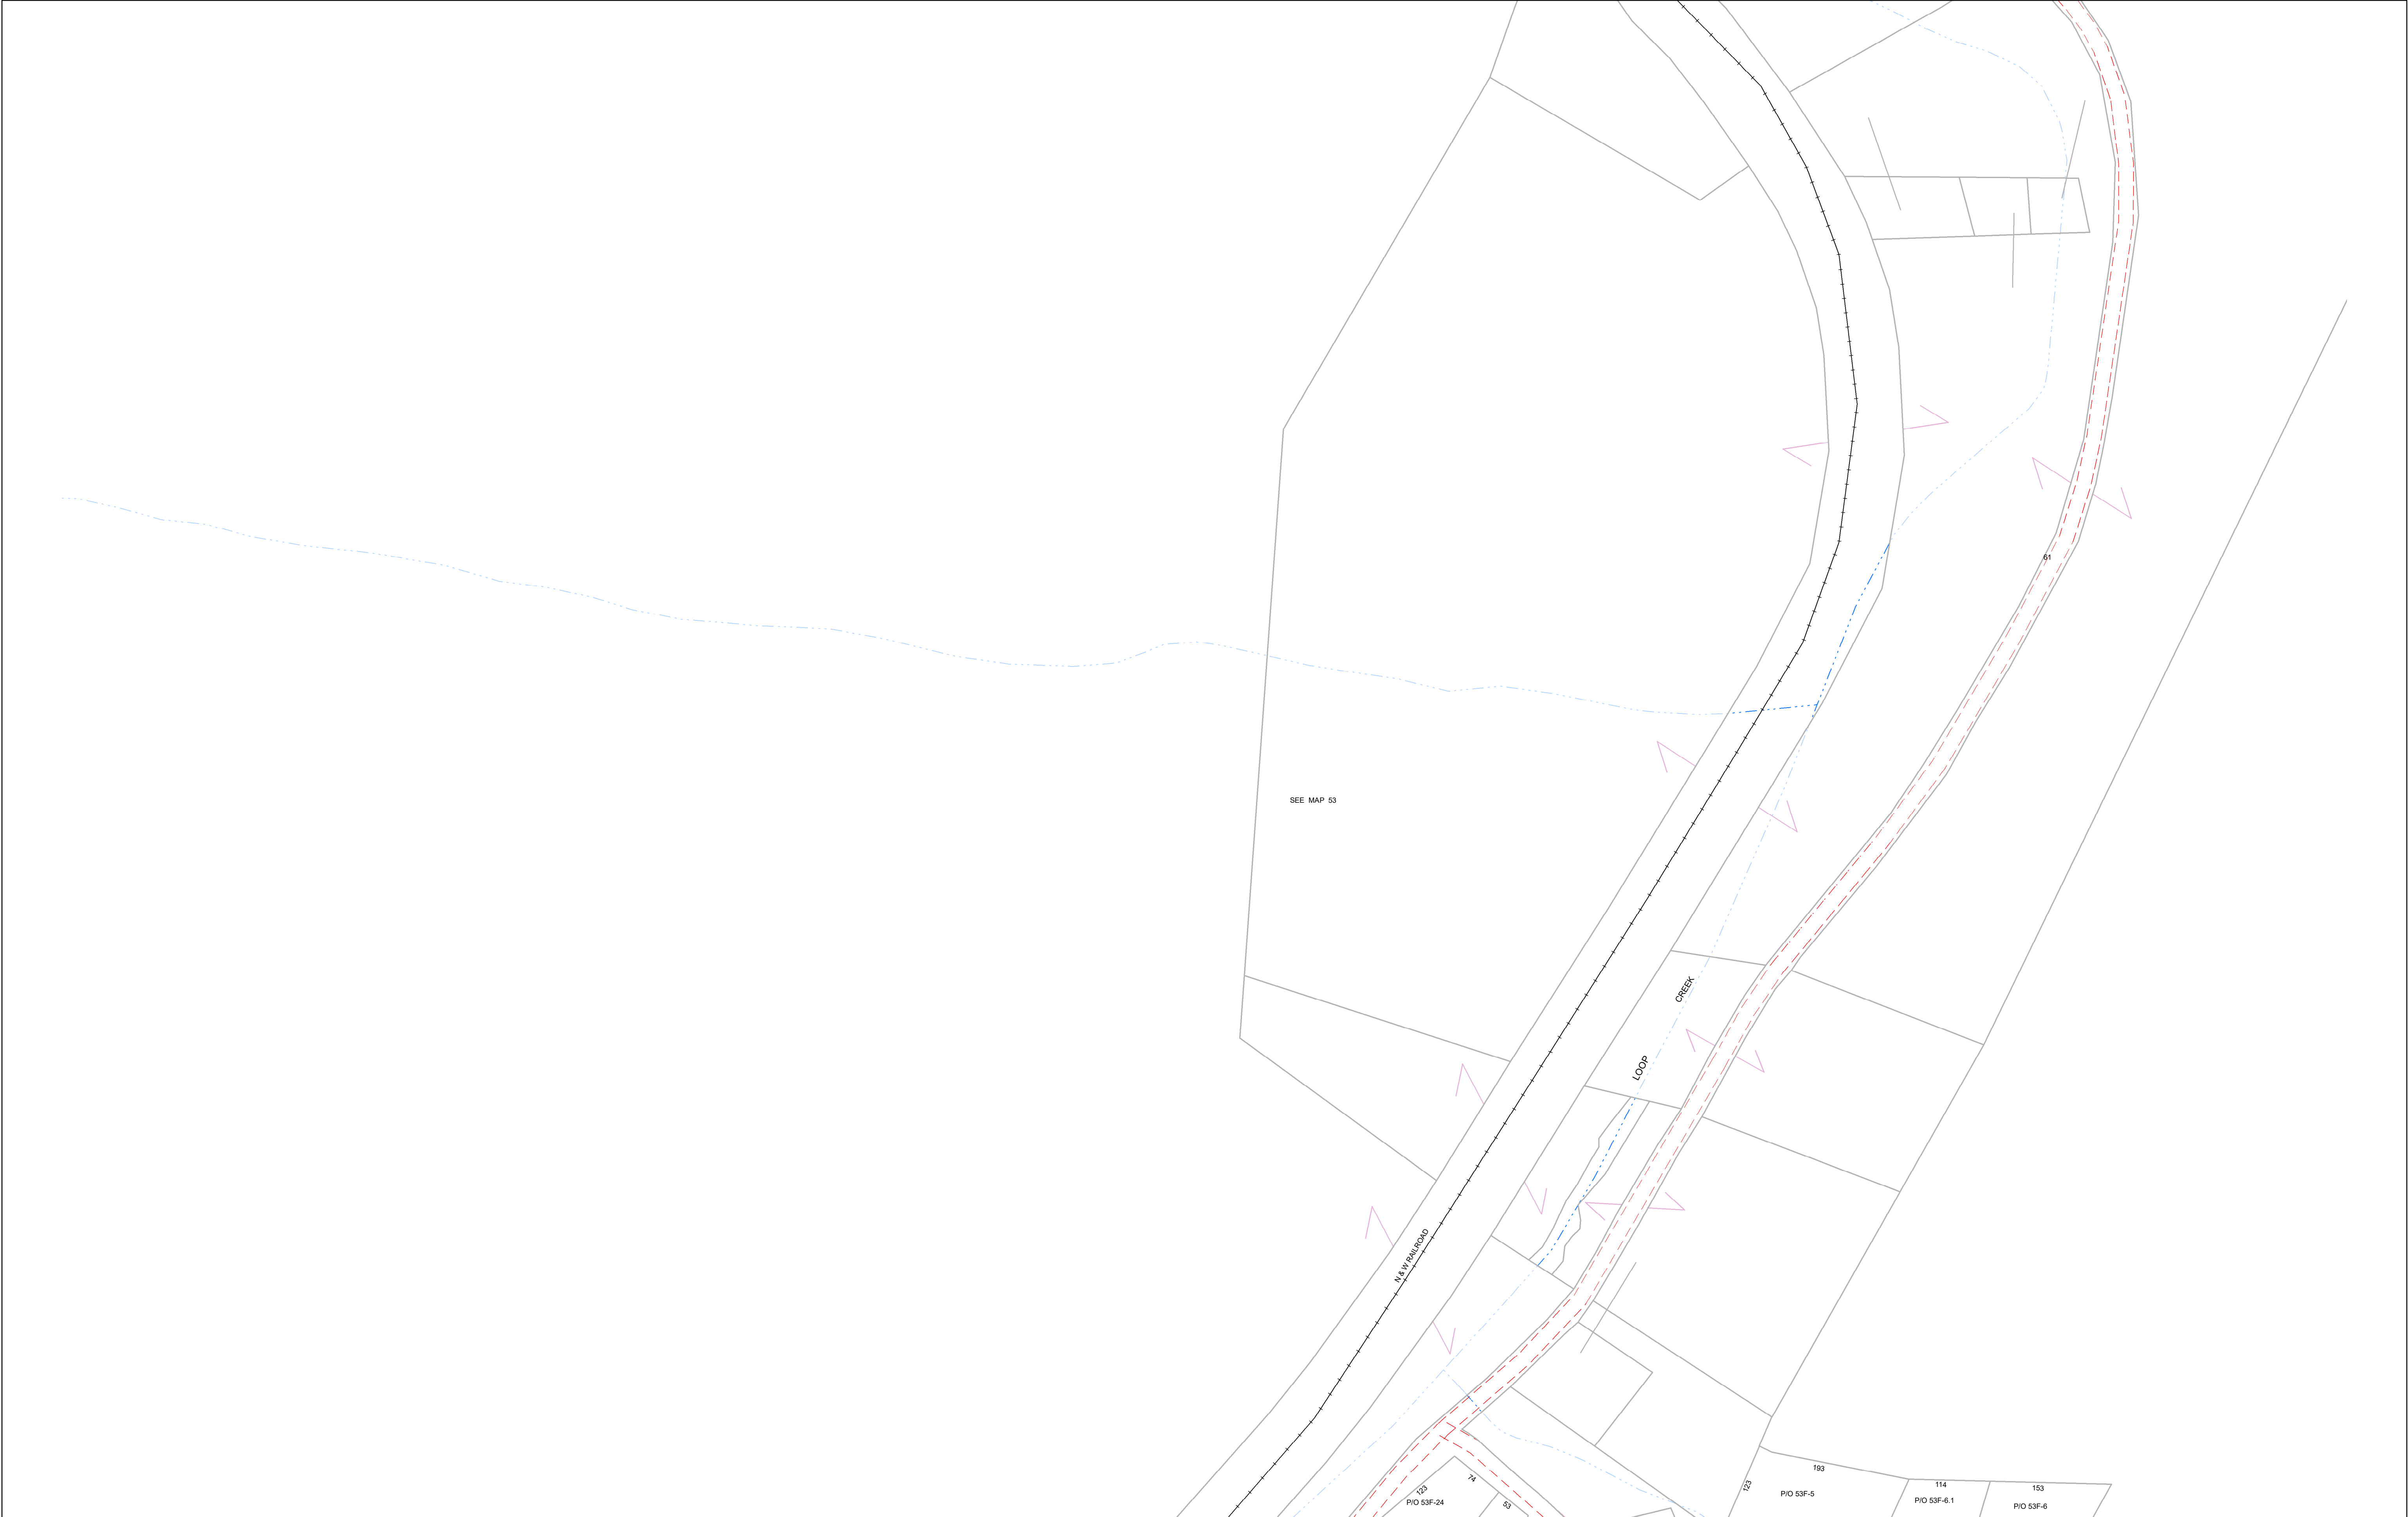 61
SEE MAP 53
CREEK
LOOP
N & W RAILROAD
193
74
123
114
153
123
P/O 53F-5
P/O 53F-6.1
P/O 53F-24
53
P/O 53F-6